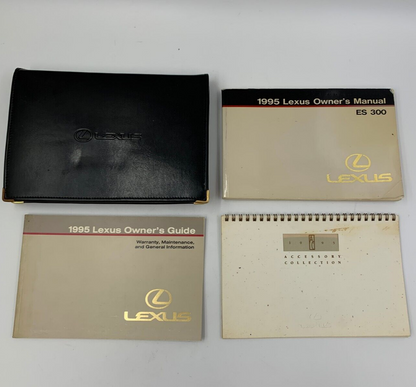 LEXUS
1995 Lexus Owner's Manual
ES 300
LEXUS
1995 Lexus Owner's Guide
Warranty, Maintenance,
and General Information
LEXUS
ACCESSORY
COLLECTION